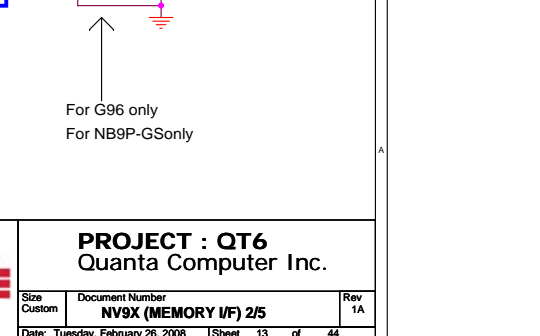 For G96 only
For NB9P-GSonly
A
PROJECT : QT6
Quanta Computer Inc.
Size
Custom
Document Number
NV9X (MEMORY I/F) 2/5
Rev
1A
Date: Tuesday, February 26, 2008 Sheet 13 of 44